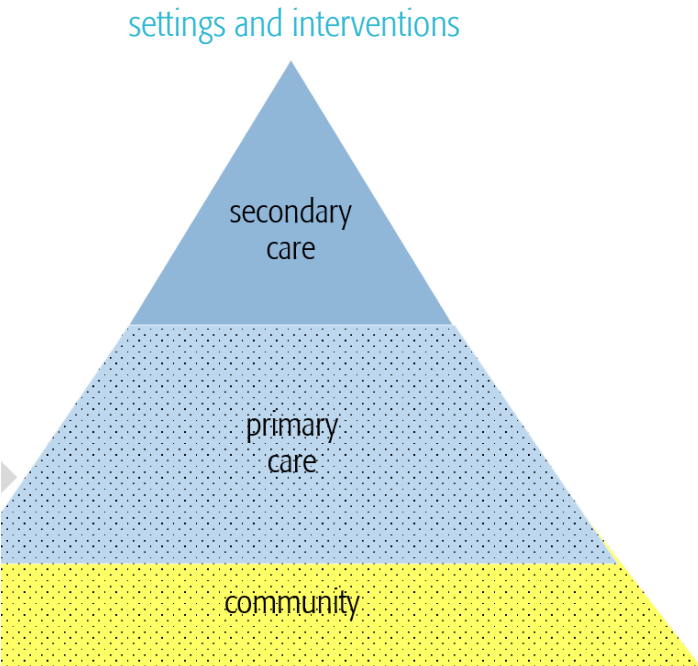 settings and interventions
secondary
care
primary
care
community